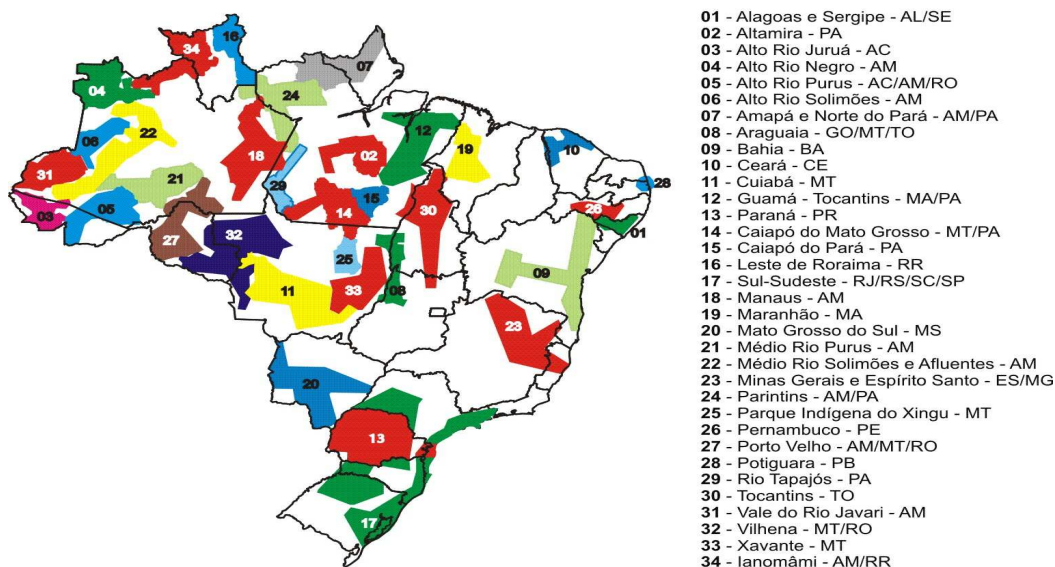 01 - Alagoas e Sergipe - AL/SE
02 - Altamira - PA
03 - Alto Rio Juruá - AC
04 - Alto Rio Negro - AM
05 - Alto Rio Purus - AC/AM/RO
06 - Alto Rio Solimões - AM
07 - Amapá e Norte do Pará - AM/PA
08 - Araguaia - GO/MT/TO
09 - Bahia - BA
10 - Ceará - CE
11 - Cuiabá - MT
12 - Guamá - Tocantins - MA/PA
13 - Paraná - PR
14 - Caiapó do Mato Grosso - MT/PA
15 - Caiapó do Pará - PA
16 - Leste de Roraima - RR
17 - Sul-Sudeste - RJ/RS/SC/SP
18 - Manaus - AM
19 - Maranhão - MA
20 - Mato Grosso do Sul - MS
21 - Médio Rio Purus - AM
22 - Médio Rio Solimões e Afluentes - AM
23 - Minas Gerais e Espírito Santo - ES/MG
24 - Parintins - AM/PA
25 - Parque Indígena do Xingu - MT
26 - Pernambuco - PE
27 - Porto Velho - AM/MT/RO
28 - Potiguara - PB
29 - Rio Tapajós - PA
30 - Tocantins - TO
31 - Vale do Rio Javari - AM
32 - Vilhena - MT/RO
33 - Xavante - MT
34 - Ianomâmi - AM/RR
34
16
07
04
24
22
06
12
19
10
18
02
31
21
29
15
28
03
05
14
30
26
01
27
32
25
09
11
33
08
23
20
13
17